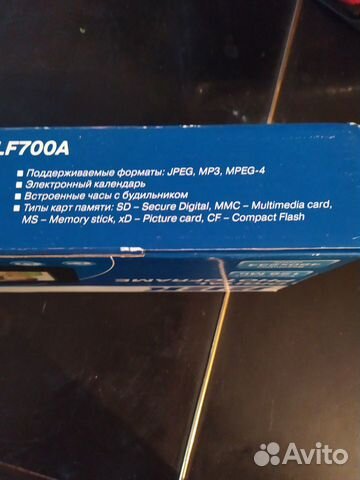 LF700A
■ Поддерживаемые форматы: JPEG, MP3, MPEG-4
■ Электронный календарь
■ Встроенные часы с будильником
■ Типы карт памяти: SD – Secure Digital, MMC – Multimedia card,
MS – Memory stick, xD – Picture card, CF – Compact Flash
FRAME
Avito